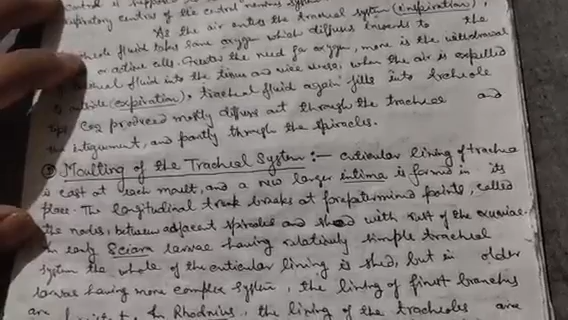 control is supposed
respiratory centres of the central nervous system
As the air enters the tracheal system (inspiration),
tracheole fluid takes some oxygen which diffuses inwards to the
or active cells. Greater the need for oxygen, more is the withdrawal
of tracheal fluid into the tissue and vice versa, when the air is expelled
outside (expiration), tracheal fluid again fills into tracheole
tips. CO2 produced mostly diffuses out through the tracheae and
the integument, and partly through the spiracles.
Moulting of the Tracheal System :— cuticular lining of trachea
is cast at each moult, and a new larger intima is formed in its
place. The longitudinal trunk breaks at predetermined points, called
the nodes, between adjacent spiracles and shed with rest of the exuviae.
In early Sciara larvae having relatively simple tracheal
system the whole of the cuticular lining is shed, but in older
larvae having more complex system, the lining of finest branches
are In Rhodnius, the lining of the tracheoles are